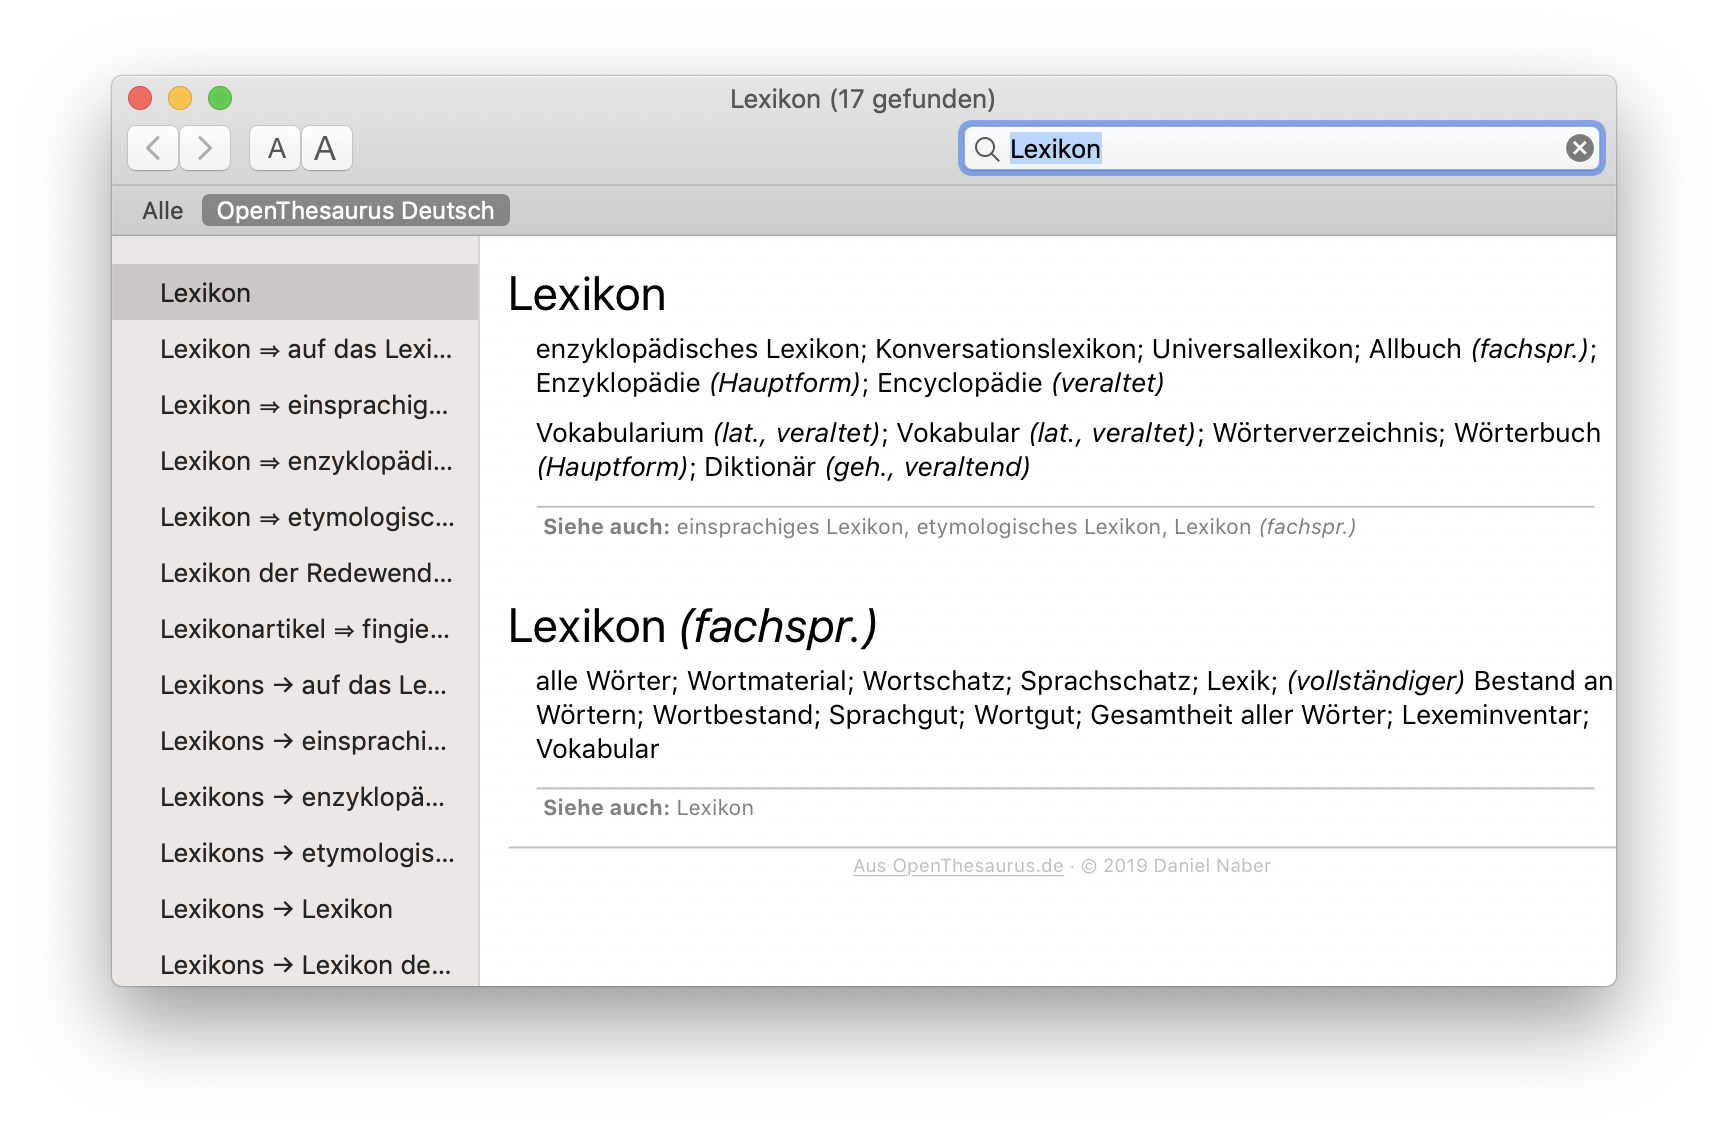 Lexikon (17 gefunden)
A A
Lexikon
Alle OpenThesaurus Deutsch
Lexikon
Lexikon ⇒ auf das Lexi...
Lexikon ⇒ einsprachig...
Lexikon ⇒ enzyklopädi...
Lexikon ⇒ etymologisc...
Lexikon der Redewend...
Lexikonartikel ⇒ fingie...
Lexikons → auf das Le...
Lexikons → einsprachi...
Lexikons → enzyklopä...
Lexikons → etymologis...
Lexikons → Lexikon
Lexikons → Lexikon de...
Lexikon
enzyklopädisches Lexikon; Konversationslexikon; Universallexikon; Allbuch (fachspr.);
Enzyklopädie (Hauptform); Encyclopädie (veraltet)
Vokabularium (lat., veraltet); Vokabular (lat., veraltet); Wörterverzeichnis; Wörterbuch
(Hauptform); Diktionär (geh., veraltend)
Siehe auch: einsprachiges Lexikon, etymologisches Lexikon, Lexikon (fachspr.)
Lexikon (fachspr.)
alle Wörter; Wortmaterial; Wortschatz; Sprachschatz; Lexik; (vollständiger) Bestand an
Wörtern; Wortbestand; Sprachgut; Wortgut; Gesamtheit aller Wörter; Lexeminventar;
Vokabular
Siehe auch: Lexikon
Aus OpenThesaurus.de · © 2019 Daniel Naber